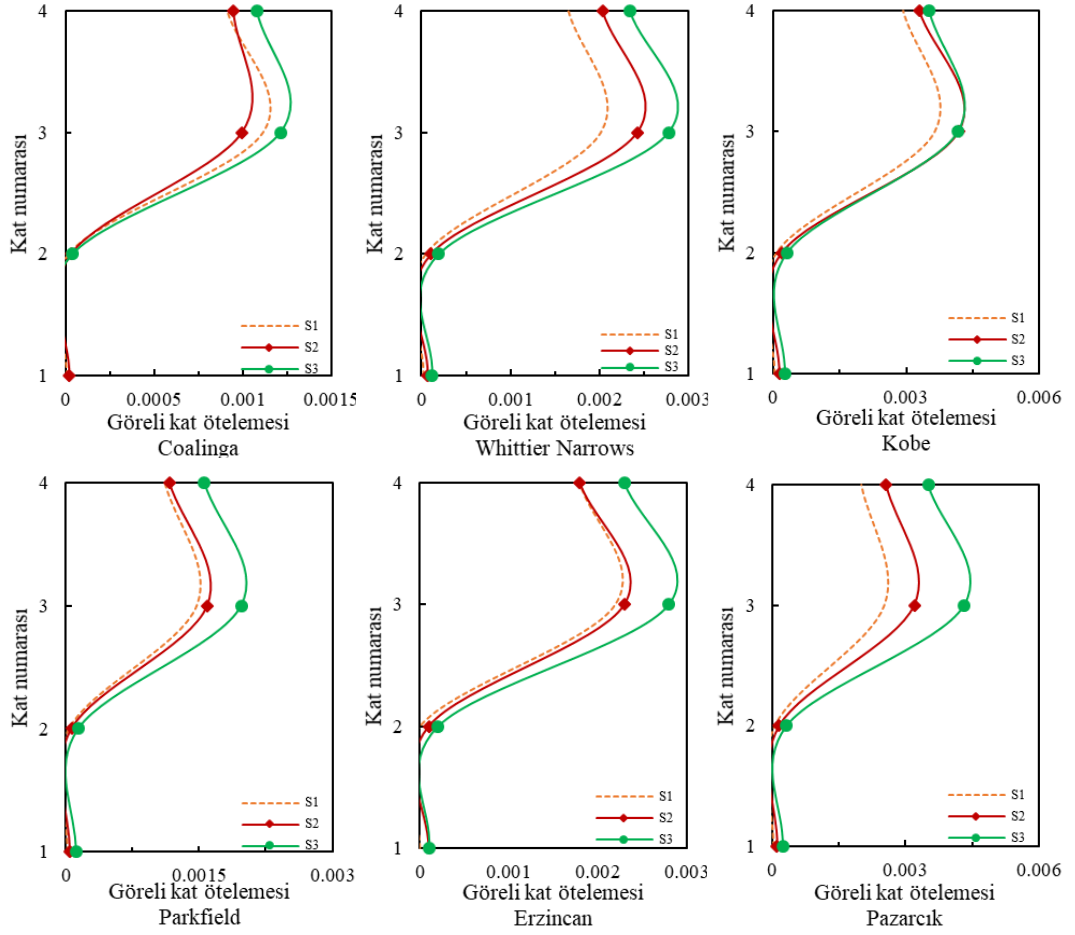 Kat numarası
4
3
2
1
S1
S2
S3
0
0.0005
0.001
0.0015
Göreli kat ötelemesi
Coalinga
Kat numarası
4
3
2
1
S1
S2
S3
0
0.001
0.002
0.003
Göreli kat ötelemesi
Whittier Narrows
Kat numarası
4
3
2
1
S1
S2
S3
0
0.003
0.006
Göreli kat ötelemesi
Kobe
Kat numarası
4
3
2
1
S1
S2
S3
0
0.0015
0.003
Göreli kat ötelemesi
Parkfield
Kat numarası
4
3
2
1
S1
S2
S3
0
0.001
0.002
0.003
Göreli kat ötelemesi
Erzincan
Kat numarası
4
3
2
1
S1
S2
S3
0
0.003
0.006
Göreli kat ötelemesi
Pazarcık